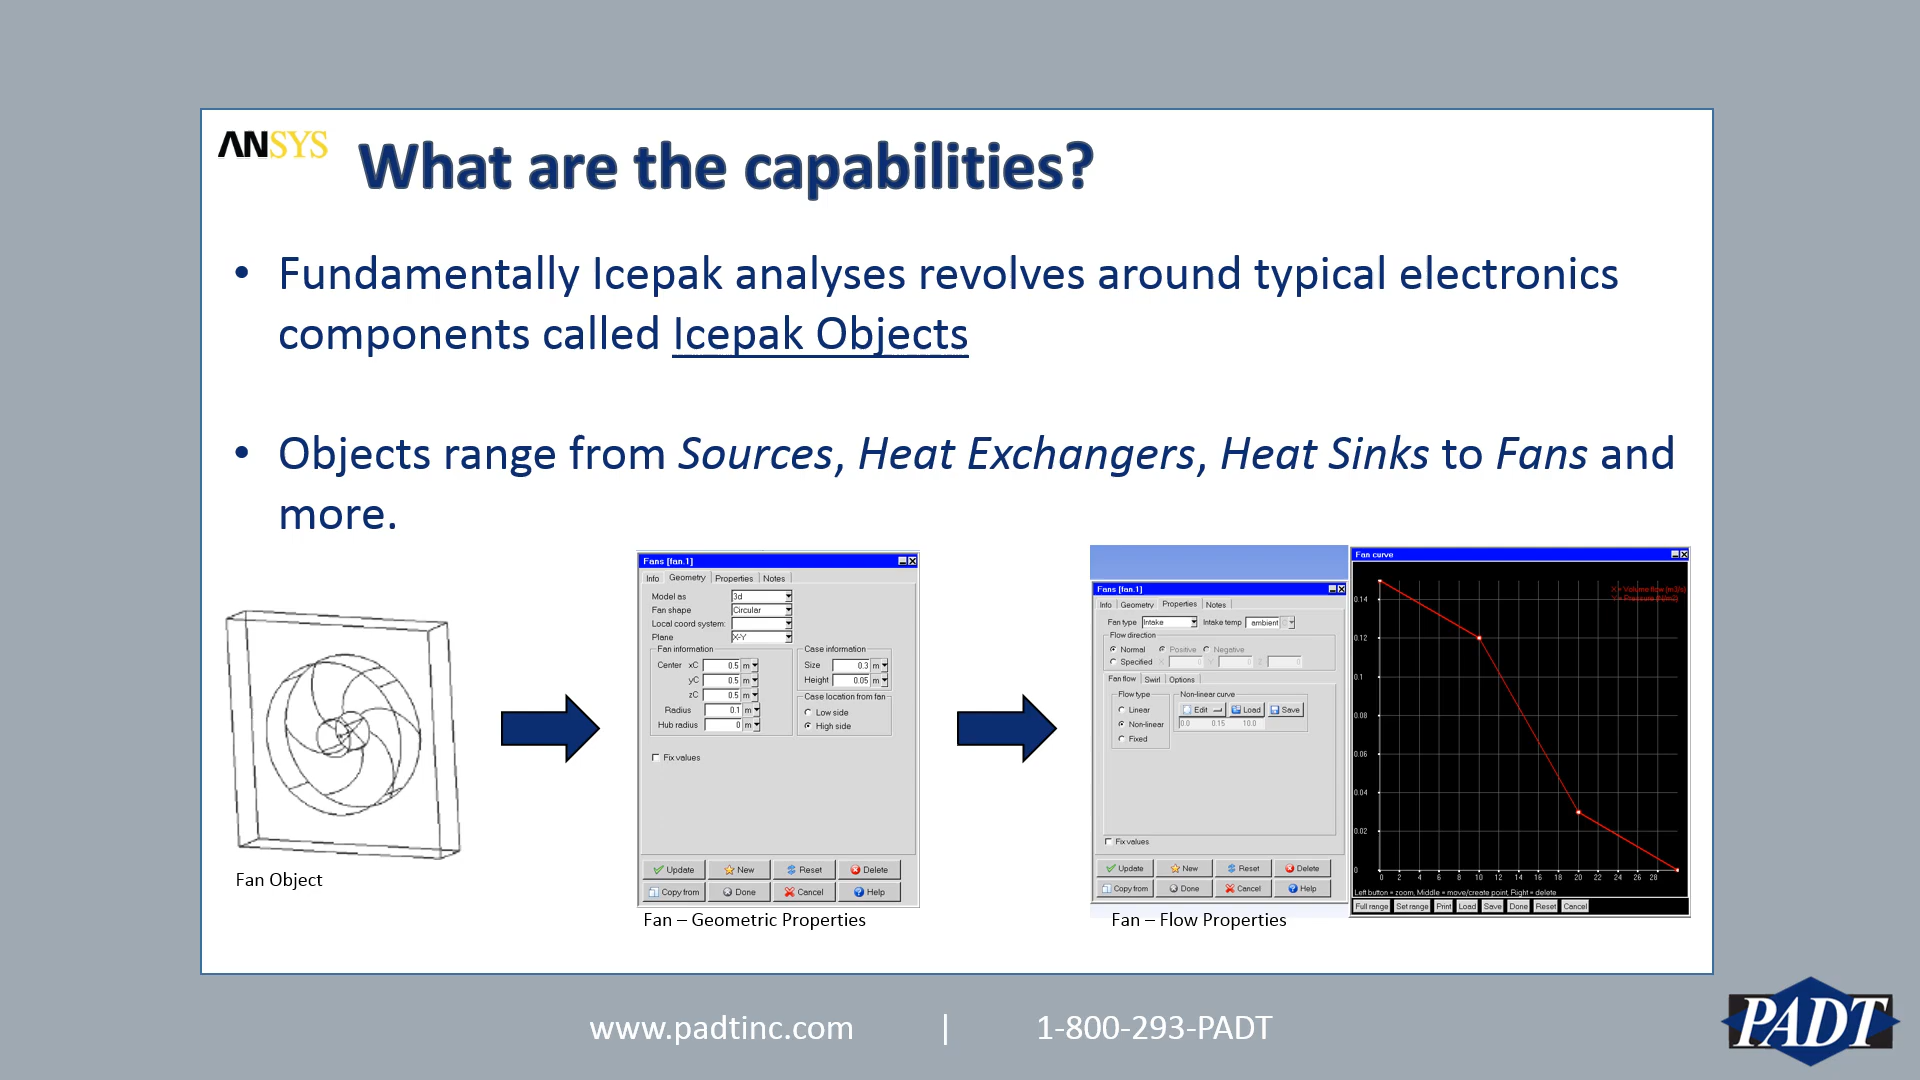 ANSYS
What are the capabilities?
• Fundamentally Icepak analyses revolves around typical electronics
components called Icepak Objects
• Objects range from Sources, Heat Exchangers, Heat Sinks to Fans and
more.
Fan Object
Fans [fan.1]
Info Geometry Properties Notes
Model as 3d
Fan shape Circular
Local coord system:
Plane X-Y
Fan information
Center xC 0.5 m
yC 0.5 m
zC 0.5 m
Radius 0.1 m
Hub radius 0 m
Case information
Size 0.3 m
Height 0.05 m
Case location from fan
Low side
High side
Fix values
Update New Reset Delete
Copy from Done Cancel Help
Fan – Geometric Properties
Fans [fan.1]
Info Geometry Properties Notes
Fan type Intake Intake temp ambient
Flow direction
Normal Positive Negative
Specified X 0 Y 0 Z 0
Fan flow Swirl Options
Flow type
Linear
Non-linear
Fixed
Non-linear curve
Edit Load Save
0.0 0.15 10.0
Fix values
Update New Reset Delete
Copy from Done Cancel Help
Fan – Flow Properties
Fan curve
X = Volume flow (m3/s)
Y = Pressure (N/m2)
0.14
0.12
0.1
0.08
0.06
0.04
0.02
0
0 2 4 6 8 10 12 14 16 18 20 22 24 26 28
Left button = zoom, Middle = move/create point, Right = delete
Full range Set range Print Load Save Done Reset Cancel
www.padtinc.com | 1-800-293-PADT
PADT